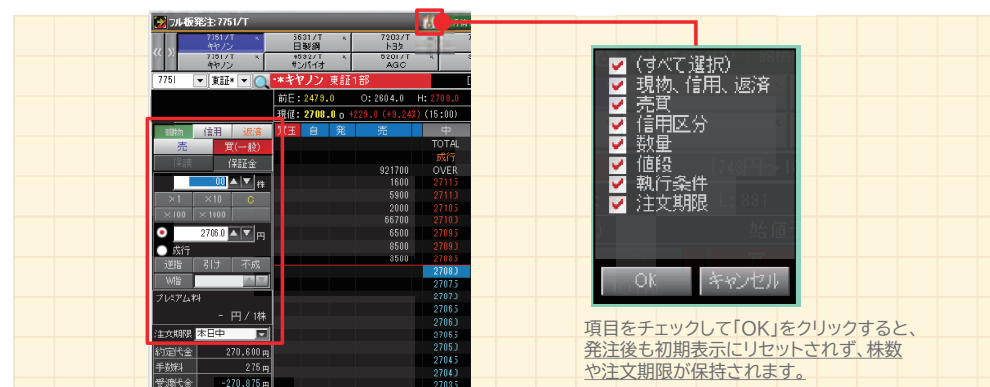 フル板発注:7751/T
7751/T キヤノン
5631/T 日製鋼
7203/T トヨタ
7751/T キヤノン
4592/T サンバイオ
5201/T AGC
7751 東証* ・*キヤノン 東証1部
前日:2479.0 O:2604.0 H:2708.0
現値:2708.0 +229.0 (+9.24%) (15:00)
現物 信用 返済
自 発 売 中
売 買(一般)
TOTAL
保護 保証金
成行
921700 OVER
00 株
1600 2711.5
×1 ×10 C
5900 2711.0
×100 ×1000
2000 2710.5
66700 2710.0
2706.0 円
6500 2709.5
成行
8500 2709.0
逆指 引け 不成
3500 2708.5
2708.0
W指
2707.5
プレミアム料
2707.0
2706.5
- 円 / 1株
2706.0
注文期限 本日中
2705.5
約定代金 270,600 円
2705.0
手数料 275 円
2704.5
2704.0
受渡代金 -270,875 円
2703.5
(すべて選択)
現物、信用、返済
売買
信用区分
数量
値段
執行条件
注文期限
OK キャンセル
項目をチェックして「OK」をクリックすると、
発注後も初期表示にリセットされず、株数
や注文期限が保持されます。